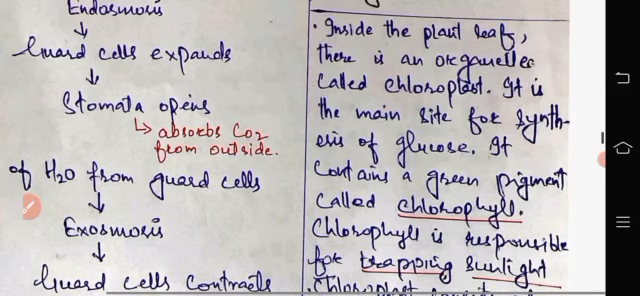 Endosmosis
↓
Guard cells expands
↓
Stomata opens
↳ absorbs CO2
from outside.
of H2O from guard cells
↓
Exosmosis
↓
Guard cells contracts
• Inside the plant leaf,
there is an organelle
called chloroplast. It is
the main site for synth-
esis of glucose. It
contains a green pigment
called chlorophyll.
Chlorophyll is responsible
for trapping sunlight
• Chloroplast